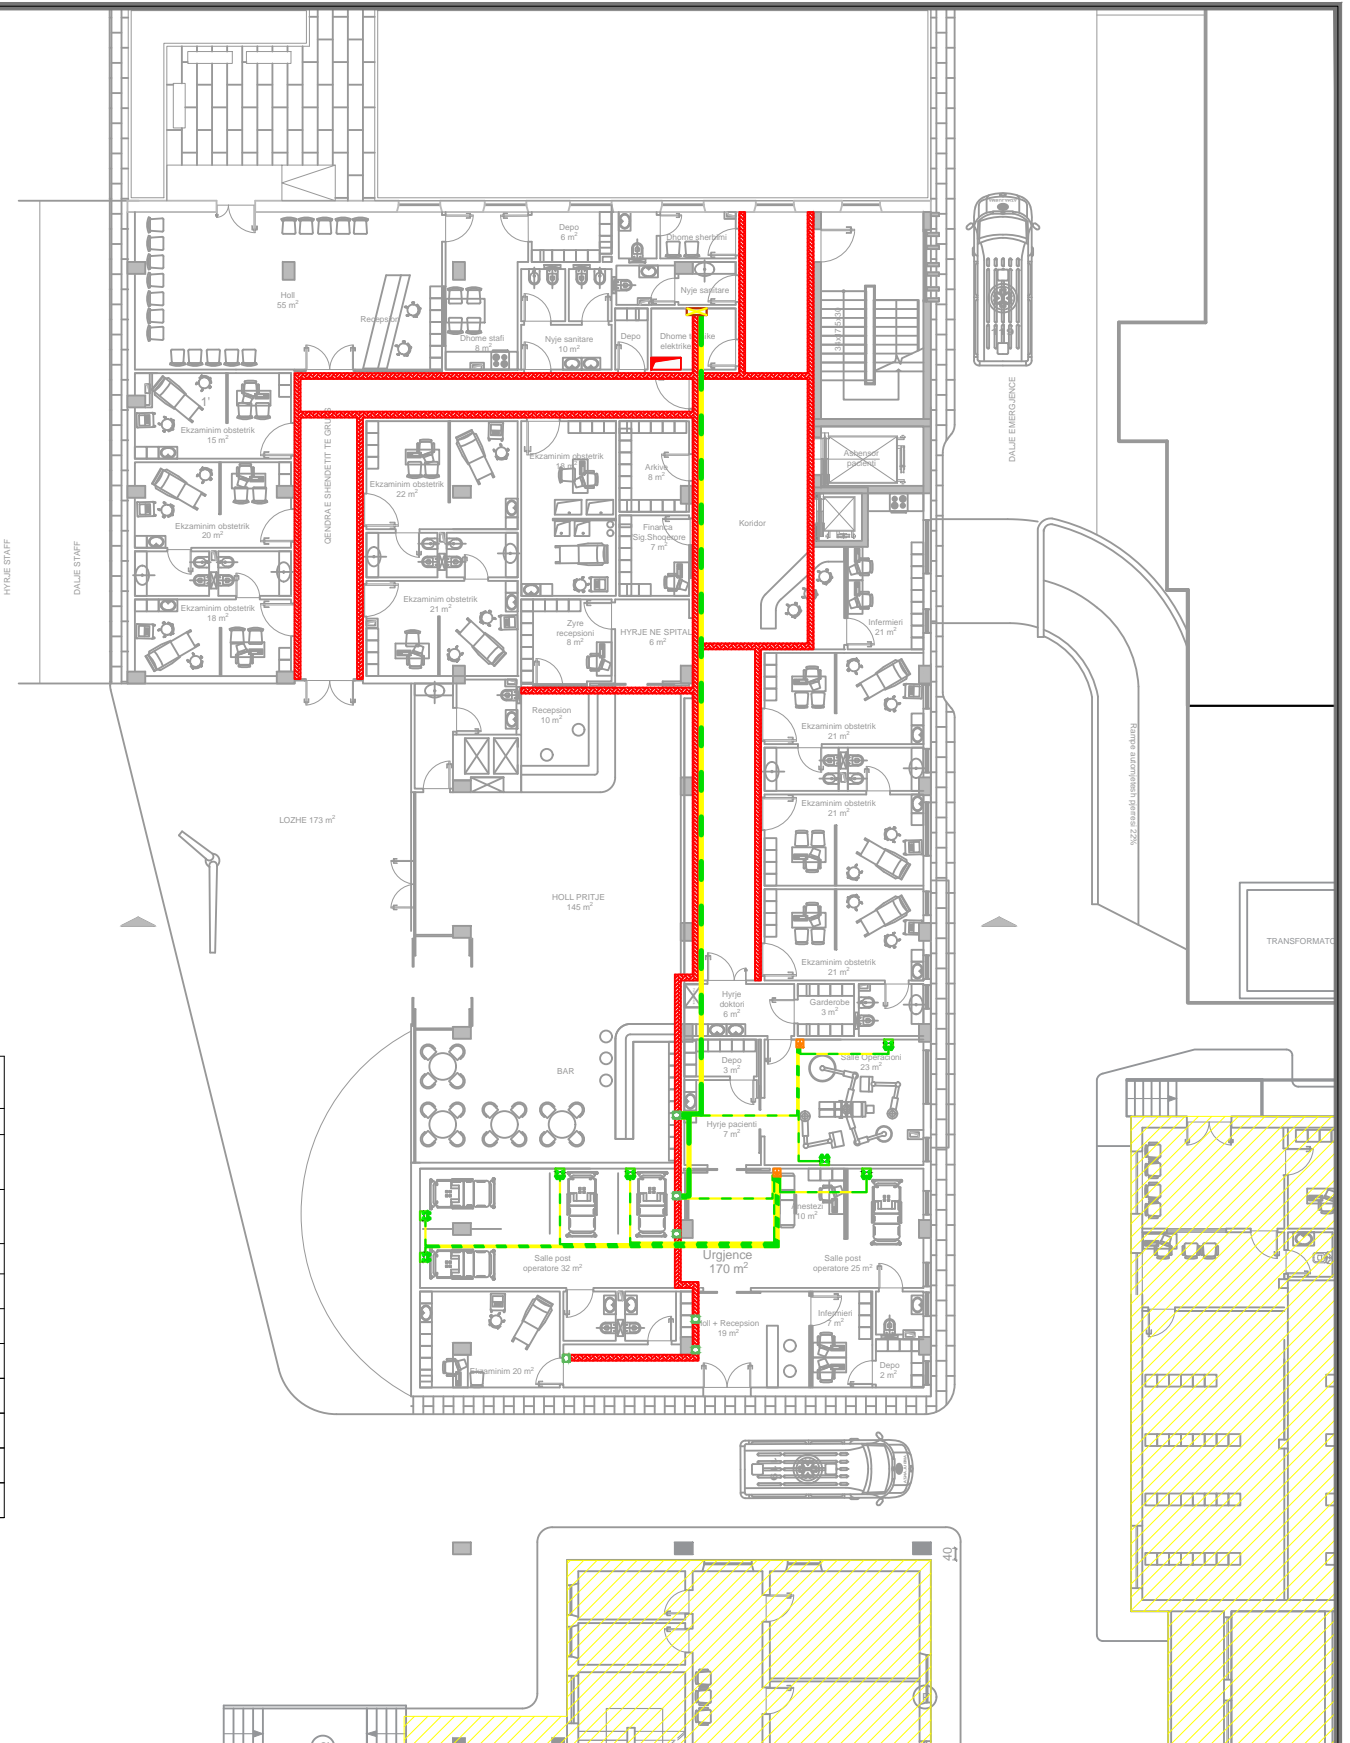 Depo
6 m²
Dhome sherbimi
Holl
55 m²
Nyje sanitare
Recepsion
Dhome stafi
8 m²
Nyje sanitare
10 m²
Depo
elektrike
1'
Ekzaminim obstetrik
15 m²
DALJE EMERGJENCE
QENDRA E SHENDETIT TE
Ekzaminim obstetrik
22 m²
Ekzaminim obstetrik
Arkive
8 m²
Ashensor
pacienti
Ekzaminim obstetrik
20 m²
Financa
Sig.Shoqerore
7 m²
Koridor
HYRJE STAFF
DALJE STAFF
Ekzaminim obstetrik
18 m²
Ekzaminim obstetrik
21 m²
Zyre
recepsioni
8 m²
HYRJE NE SPITAL
6 m²
Infermieri
21 m²
Recepsion
10 m²
Ekzaminim obstetrik
21 m²
Rampe automjetesh pjerresi 22%
LOZHE 173 m²
Ekzaminim obstetrik
21 m²
HOLL PRITJE
145 m²
TRANSFORMATO
Ekzaminim obstetrik
21 m²
Hyrje
doktori
6 m²
Garderobe
3 m²
BAR
Depo
3 m²
Salle Operacioni
23 m²
Hyrje pacienti
7 m²
Anestezi
10 m²
Salle post
operatore 32 m²
Urgjence
170 m²
Salle post
operatore 25 m²
Holl + Recepsion
19 m²
Infermieri
7 m²
Ekzaminim 20 m²
Depo
2 m²
40